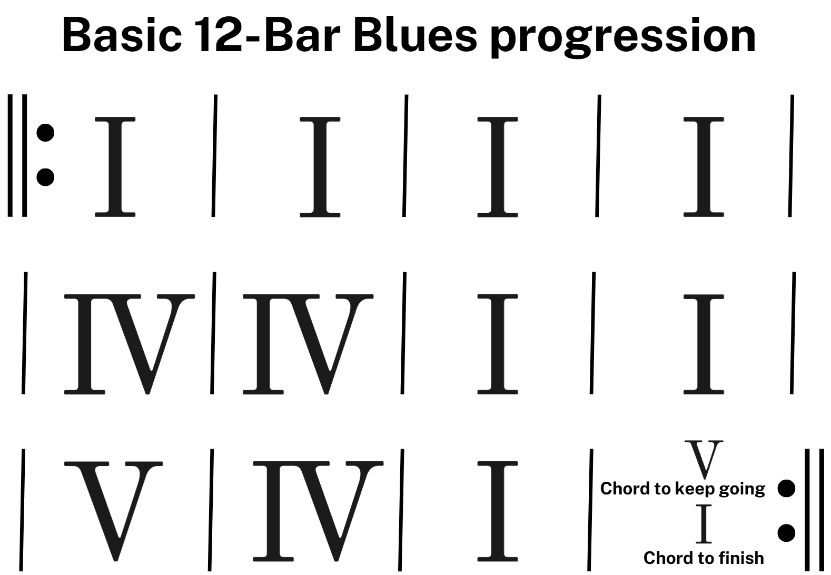 Basic 12-Bar Blues progression
I I I I
IV IV I I
V IV I V
Chord to keep going
I
Chord to finish